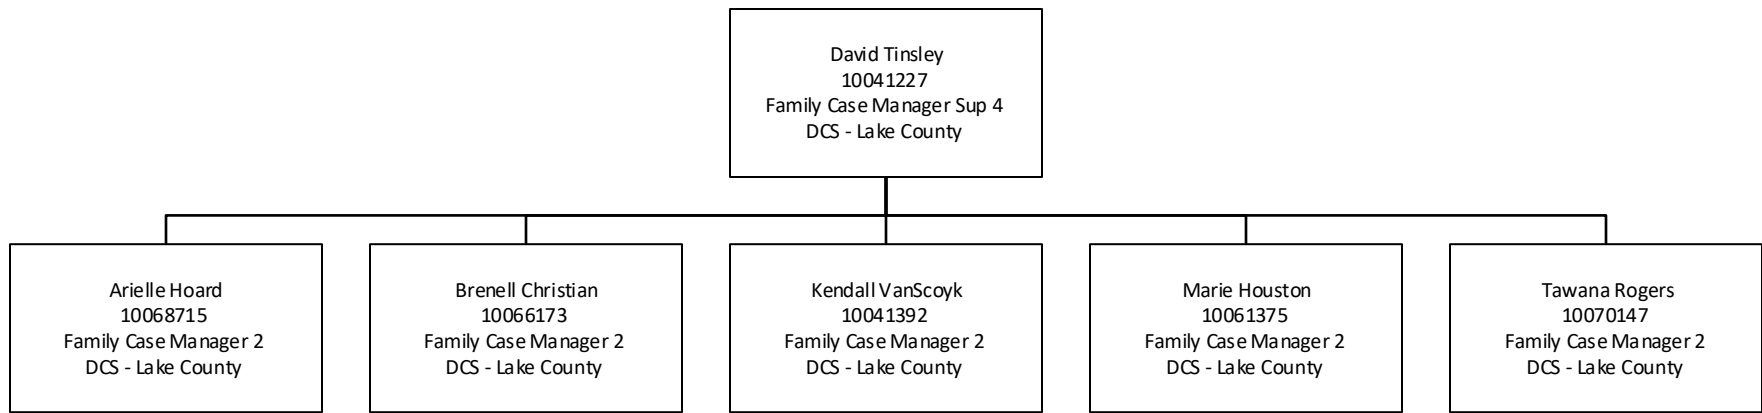 David Tinsley
10041227
Family Case Manager Sup 4
DCS - Lake County
Arielle Hoard
10068715
Family Case Manager 2
DCS - Lake County
Brenell Christian
10066173
Family Case Manager 2
DCS - Lake County
Kendall VanScoyk
10041392
Family Case Manager 2
DCS - Lake County
Marie Houston
10061375
Family Case Manager 2
DCS - Lake County
Tawana Rogers
10070147
Family Case Manager 2
DCS - Lake County